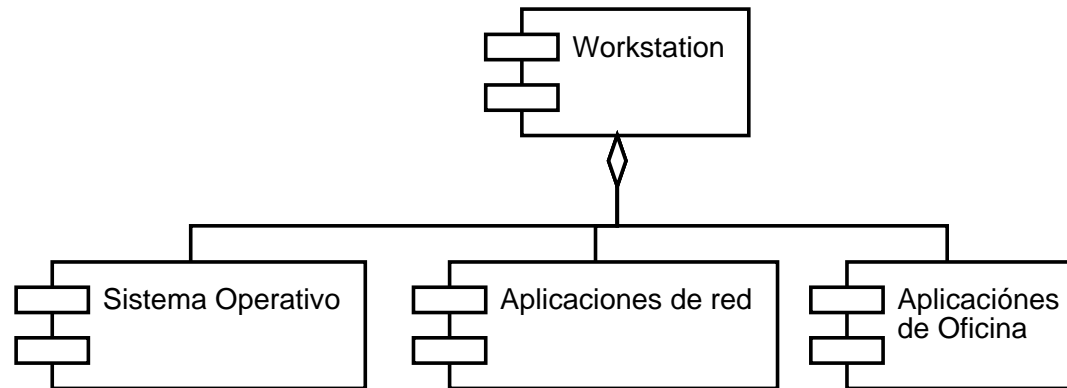 Workstation
Sistema Operativo
Aplicaciones de red
Aplicaciónes
de Oficina